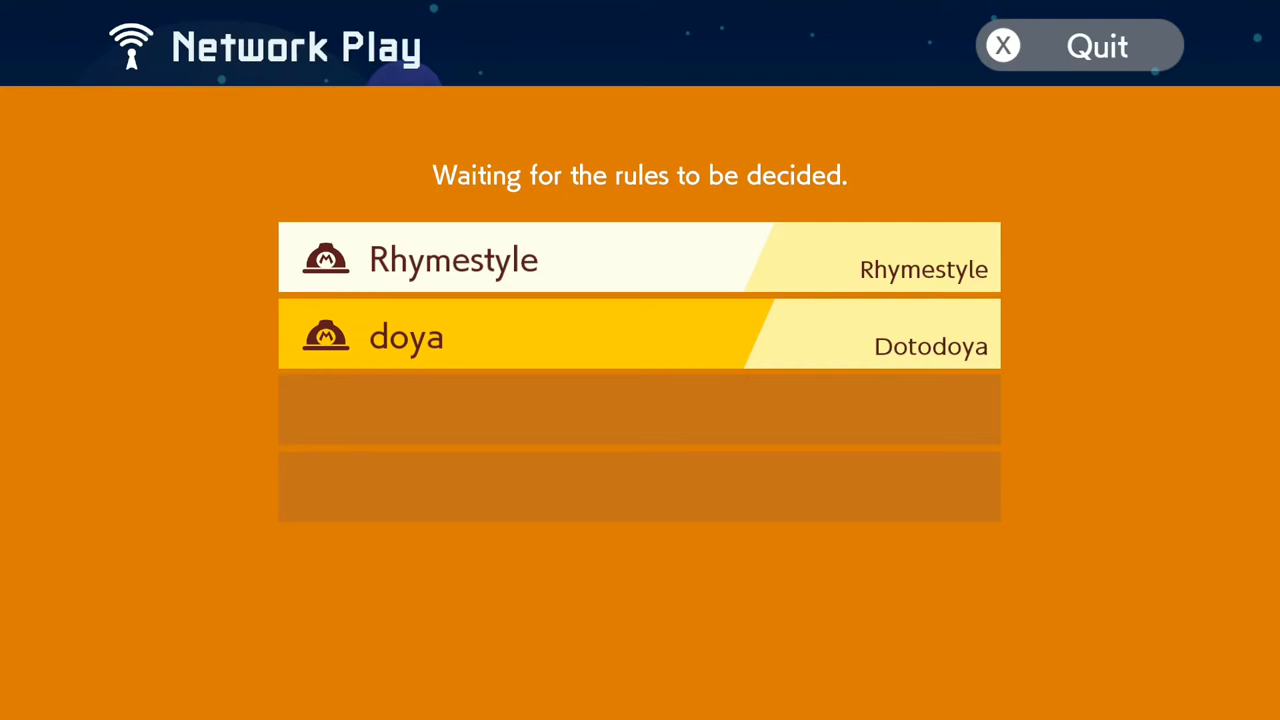 Network Play
X Quit
Waiting for the rules to be decided.
M Rhymestyle Rhymestyle
M doya Dotodoya